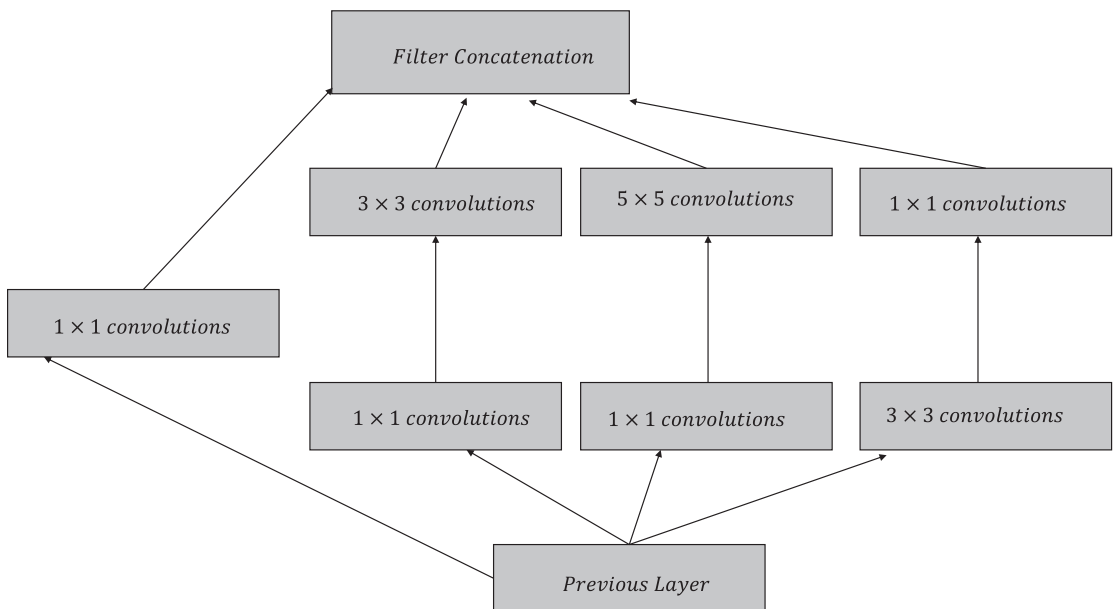 Filter Concatenation
3 × 3 convolutions
5 × 5 convolutions
1 × 1 convolutions
1 × 1 convolutions
1 × 1 convolutions
1 × 1 convolutions
3 × 3 convolutions
Previous Layer